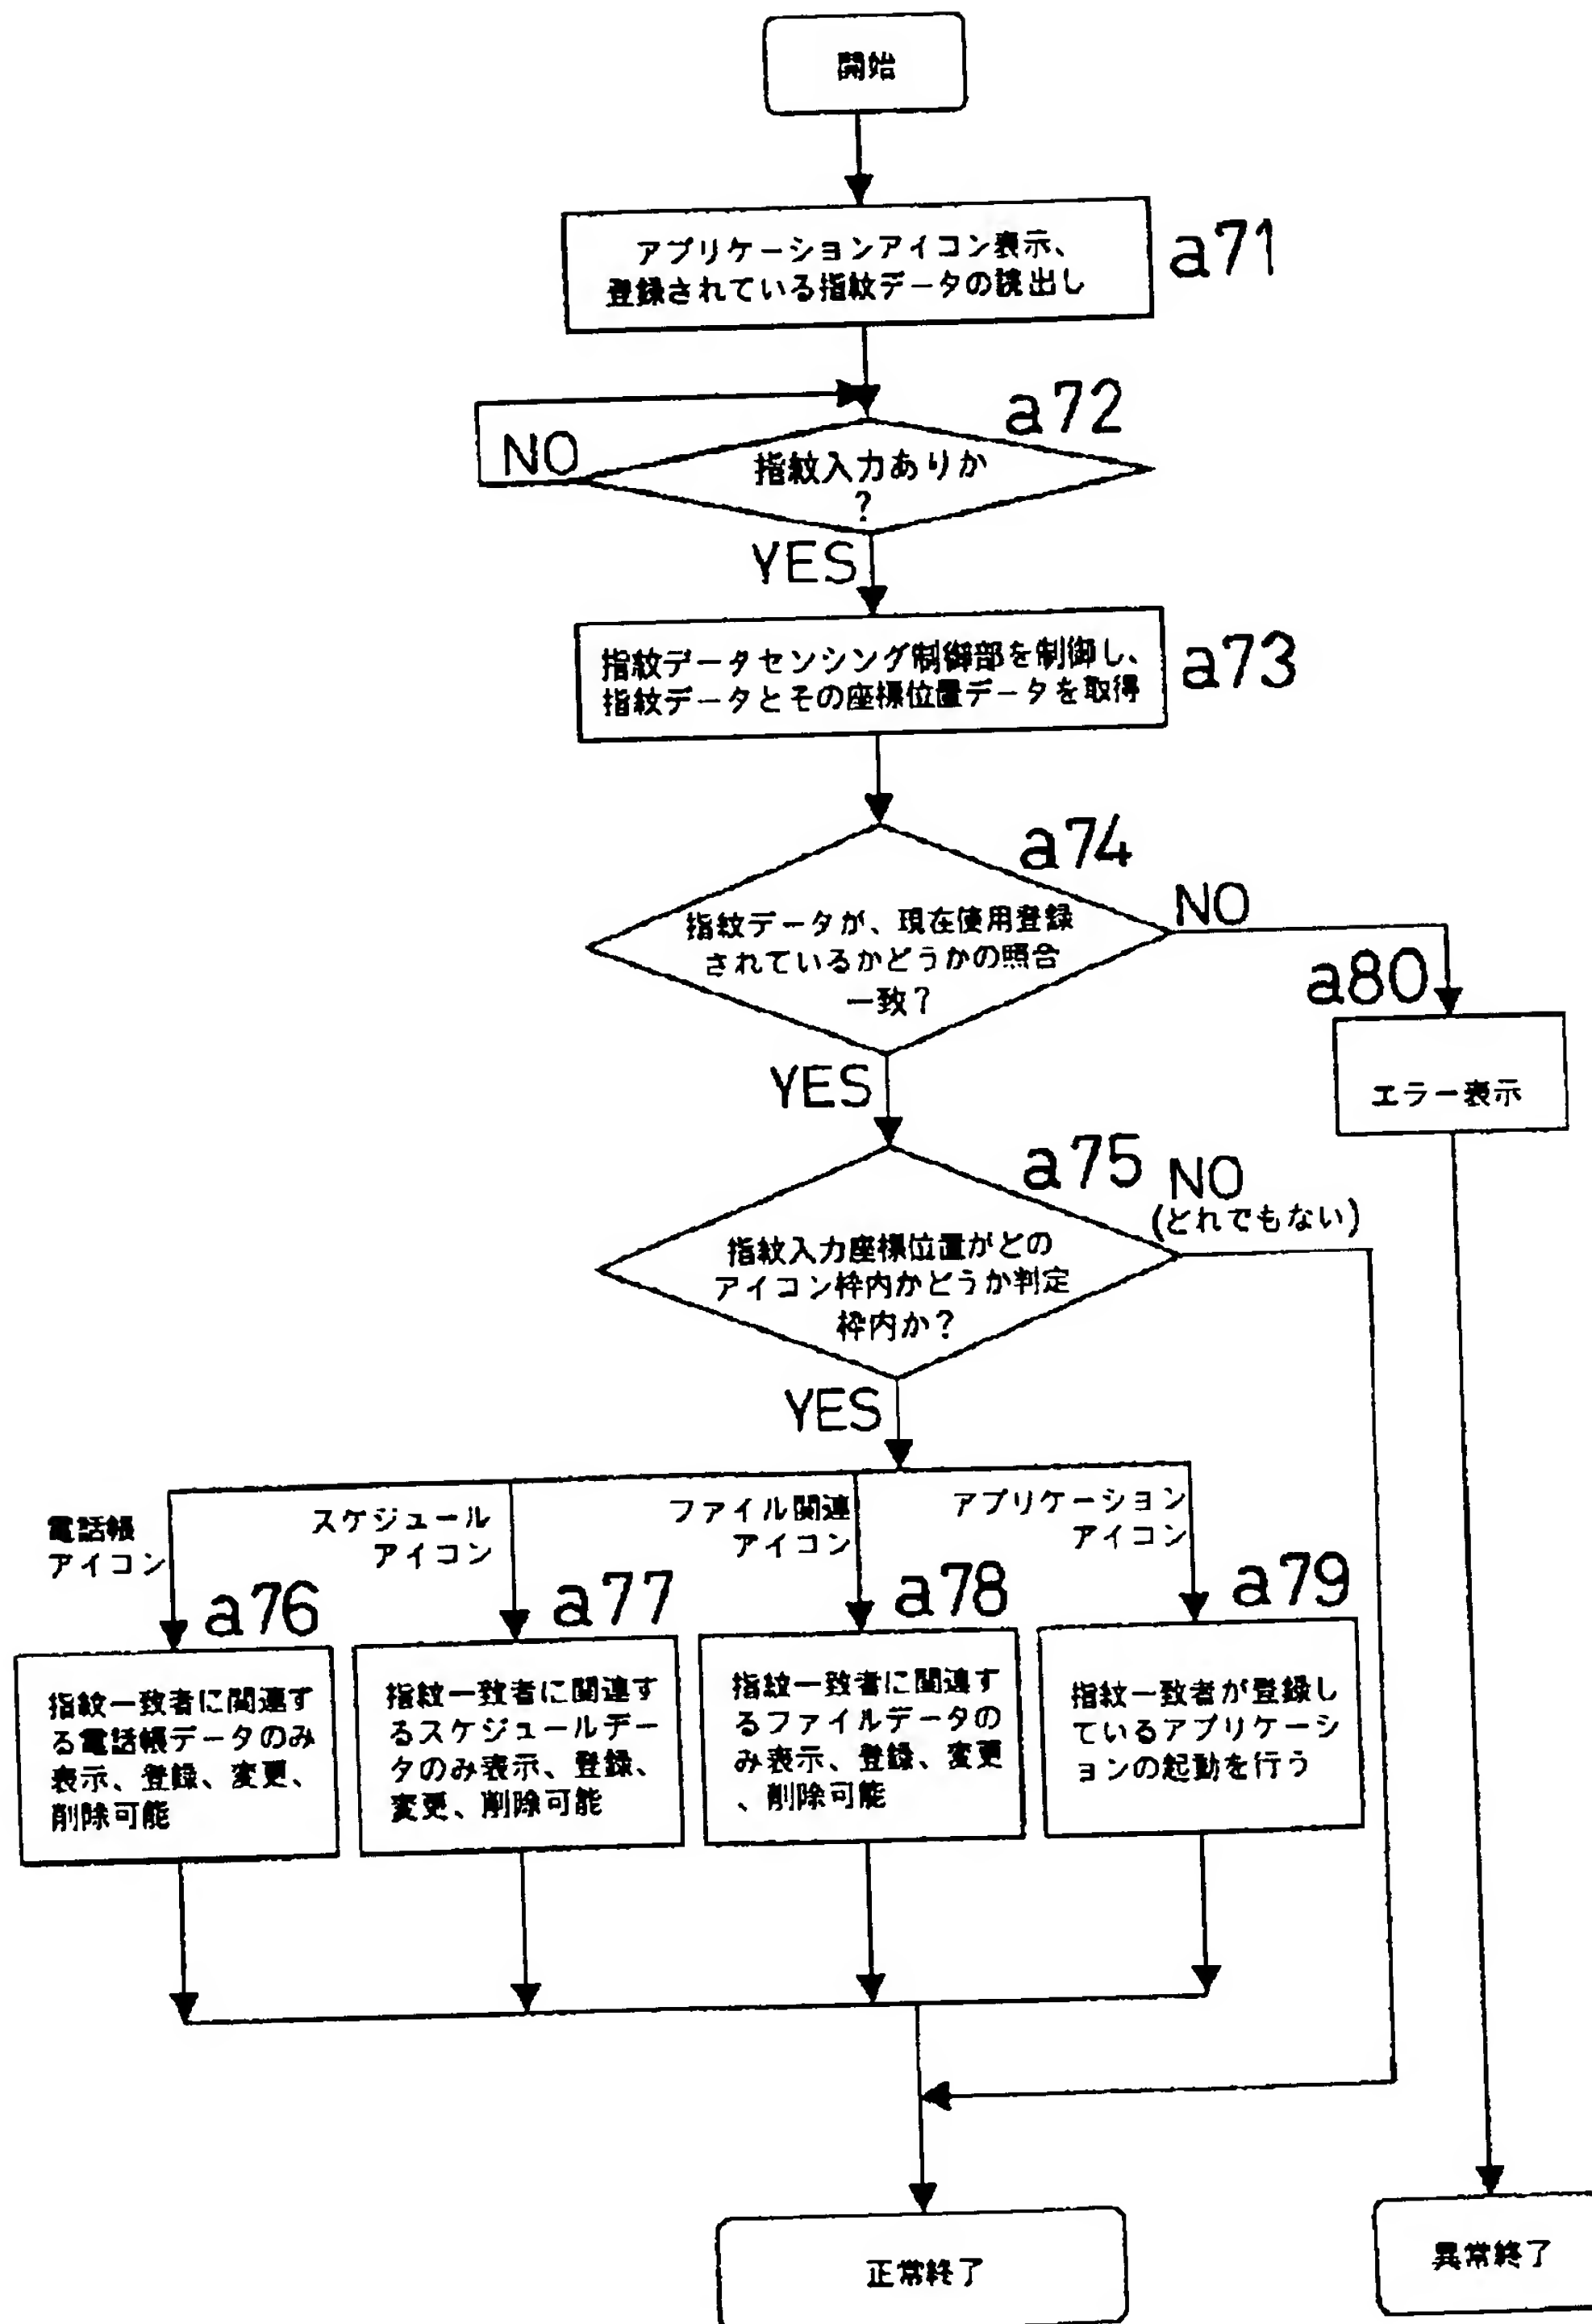 開始
アプリケーションアイコン表示、
登録されている指紋データの読出し
a71
a72
NO
指紋入力ありか
?
YES
指紋データセンシング制御部を制御し、
指紋データとその座標位置データを取得
a73
a74
指紋データが、現在使用登録
されているかどうかの照合
一致?
NO
a80
エラー表示
YES
a75
NO
(どれでもない)
指紋入力座標位置がどの
アイコン枠内かどうか判定
枠内か?
YES
電話帳
アイコン
スケジュール
アイコン
ファイル関連
アイコン
アプリケーション
アイコン
a76
a77
a78
a79
指紋一致者に関連す
る電話帳データのみ
表示、登録、変更、
削除可能
指紋一致者に関連す
るスケジュールデー
タのみ表示、登録、
変更、削除可能
指紋一致者に関連す
るファイルデータの
み表示、登録、変更
、削除可能
指紋一致者が登録し
ているアプリケーシ
ョンの起動を行う
正常終了
異常終了